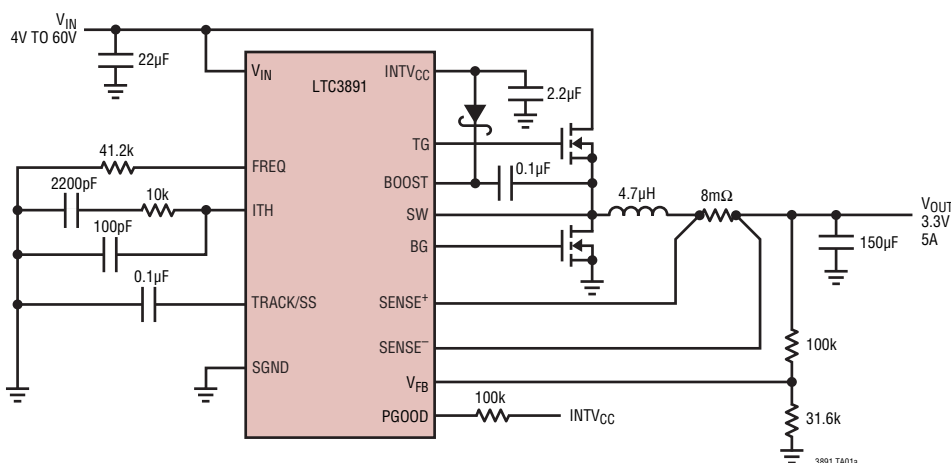 VIN
4V TO 60V
22µF
VIN
LTC3891
INTVCC
2.2µF
TG
41.2k
FREQ
BOOST
0.1µF
2200pF
10k
ITH
SW
4.7µH
8mΩ
VOUT
3.3V
5A
100pF
BG
150µF
0.1µF
TRACK/SS
SENSE+
SENSE–
100k
SGND
VFB
100k
PGOOD
INTVCC
31.6k
3891 TA01a